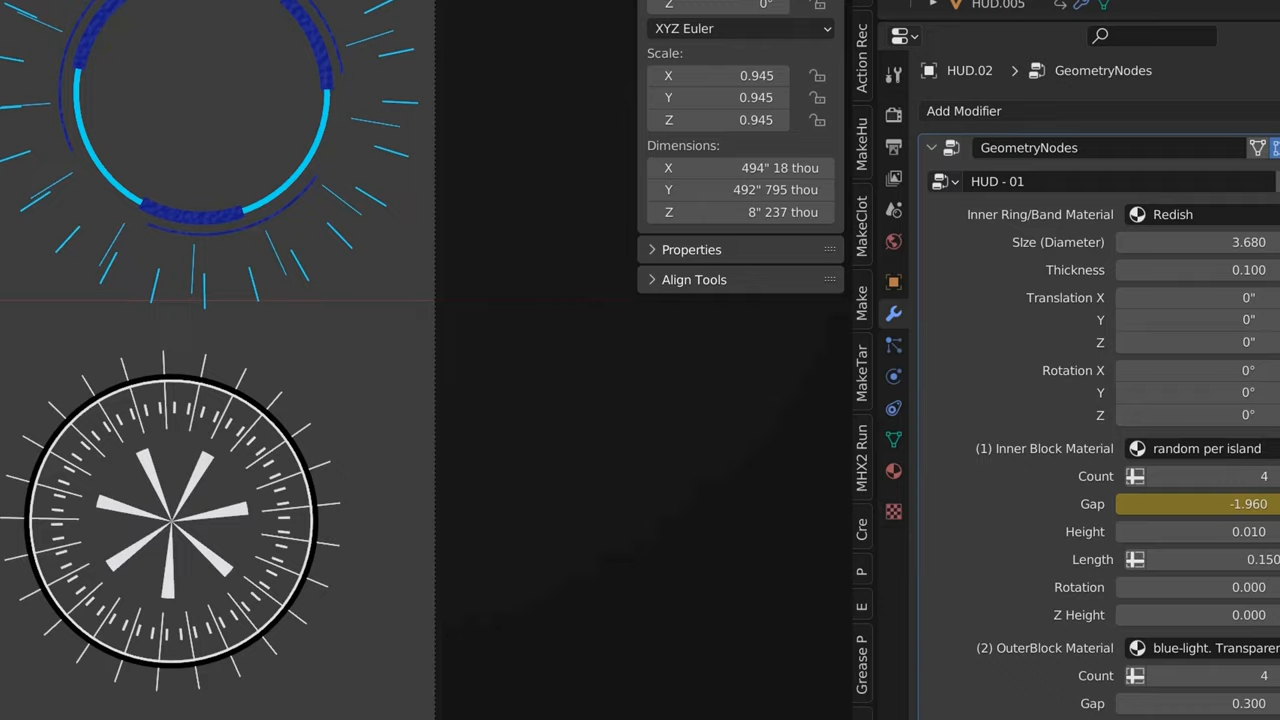 HUD.005
Z 0°
XYZ Euler
Scale:
X 0.945
Y 0.945
Z 0.945
Dimensions:
X 494" 18 thou
Y 492" 795 thou
Z 8" 237 thou
Properties
Align Tools
Action Rec
MakeHu
MakeClot
Make
MakeTar
MHX2 Run
Cre
P
E
Grease P
HUD.02
GeometryNodes
Add Modifier
GeometryNodes
HUD - 01
Inner Ring/Band Material Redish
SIze (Diameter) 3.680
Thickness 0.100
Translation X 0"
Y 0"
Z 0"
Rotation X 0°
Y 0°
Z 0°
(1) Inner Block Material random per island
Count 4
Gap -1.960
Height 0.010
Length 0.150
Rotation 0.000
Z Height 0.000
(2) OuterBlock Material blue-light. Transparen
Count 4
Gap 0.300